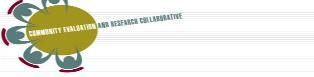 COMMUNITY EVALUATION AND RESEARCH COLLABORATIVE